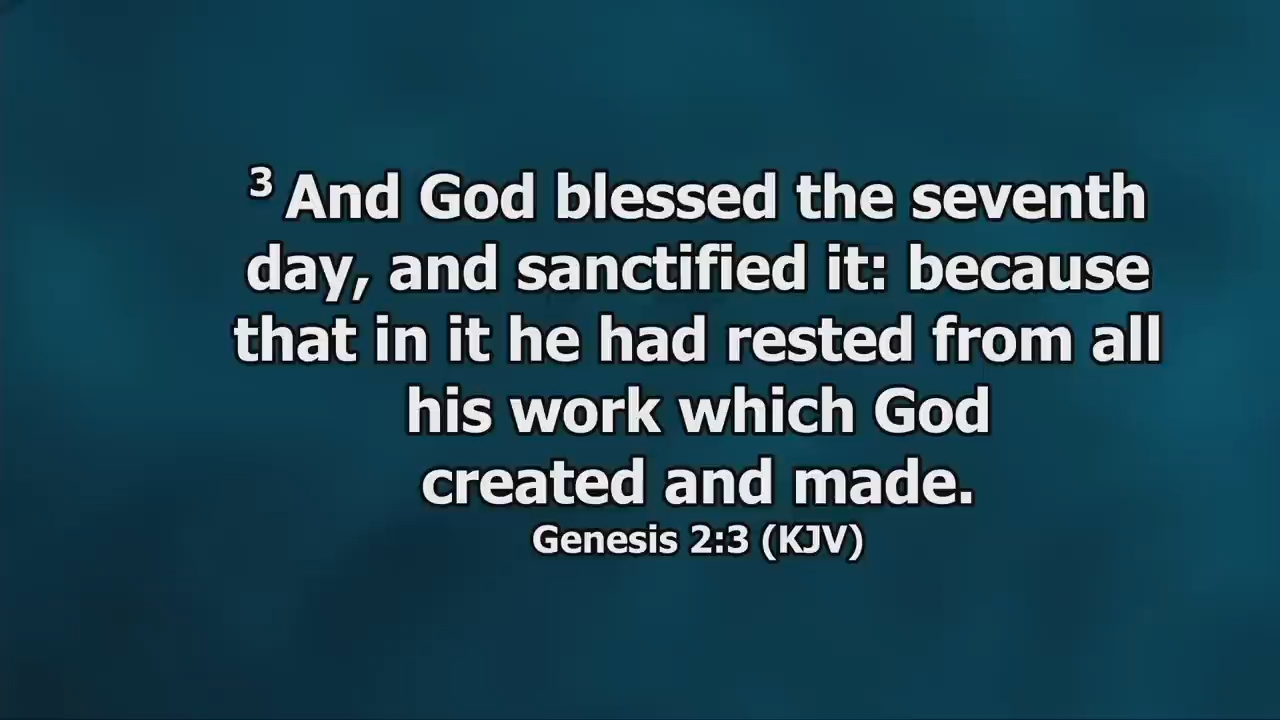 3 And God blessed the seventh
day, and sanctified it: because
that in it he had rested from all
his work which God
created and made.
Genesis 2:3 (KJV)